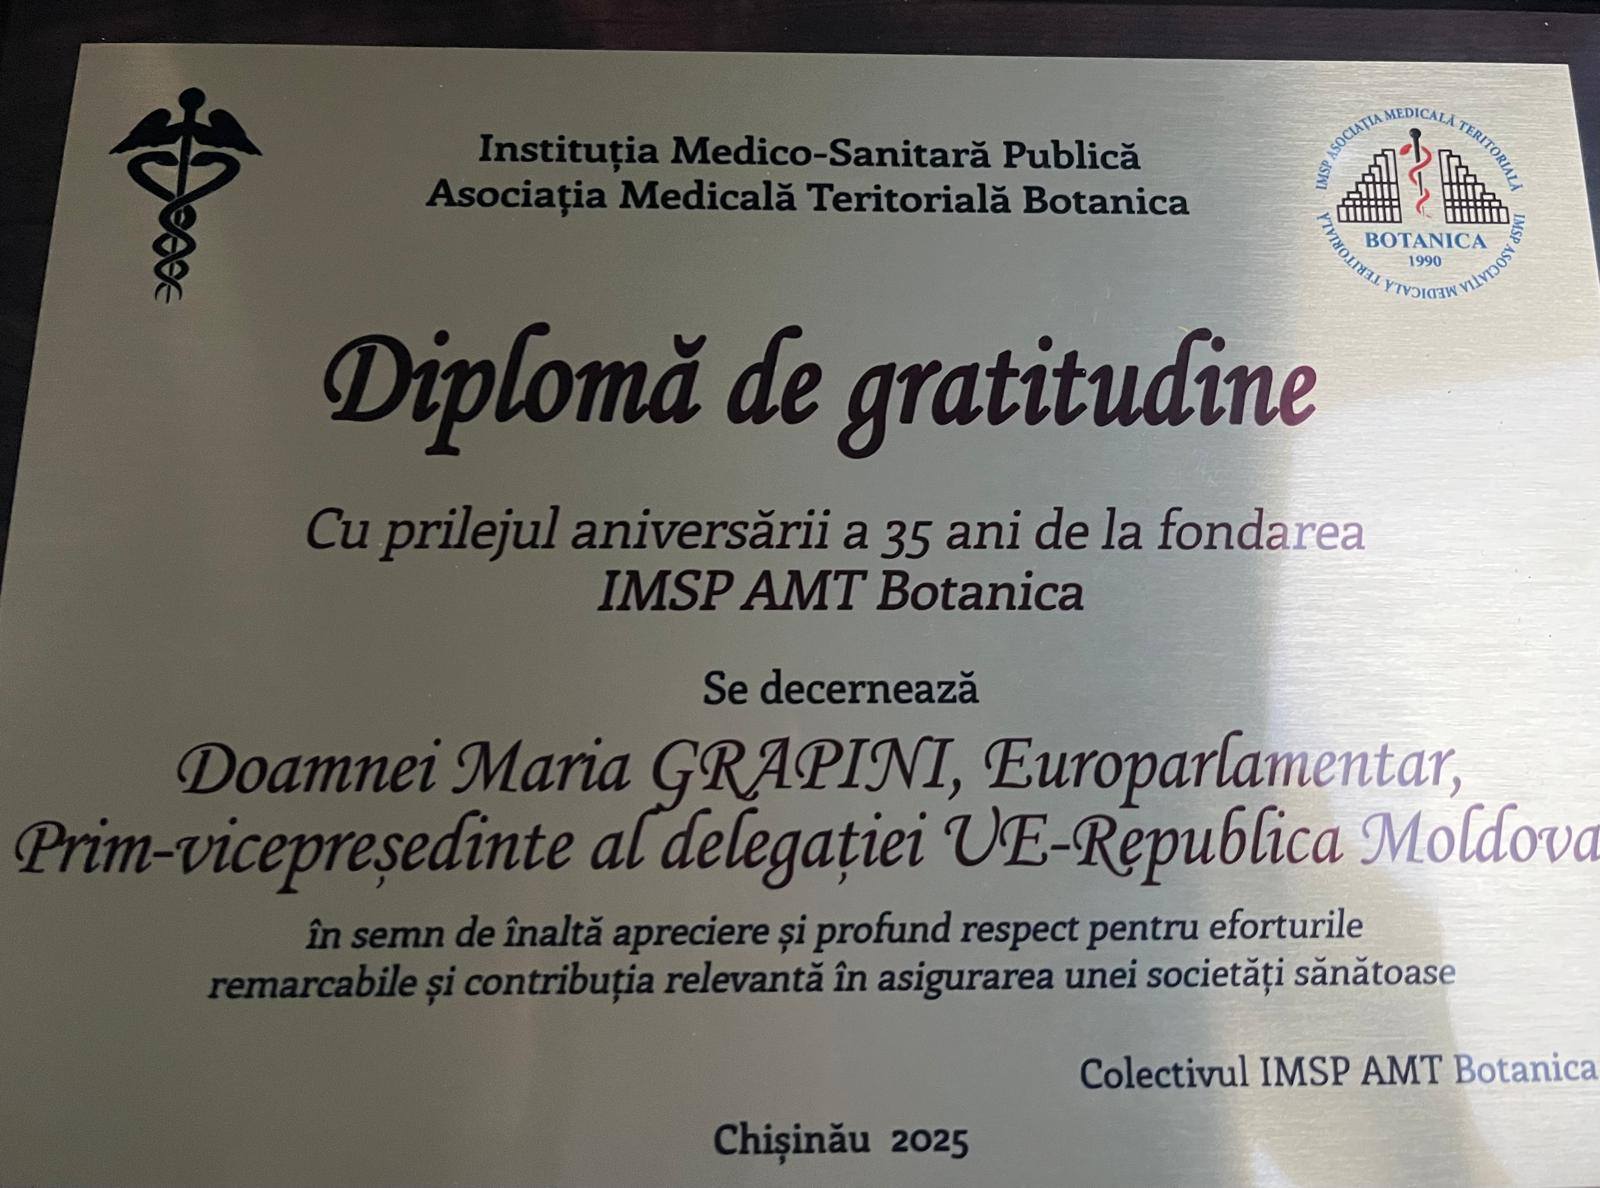 Instituția Medico-Sanitară Publică
Asociația Medicală Teritorială Botanica
IMSP ASOCIAȚIA MEDICALĂ TERITORIALĂ
IMSP ASOCIAȚIA MEDICALĂ TERITORIALĂ
BOTANICA
1990
Diplomă de gratitudine
Cu prilejul aniversării a 35 ani de la fondarea
IMSP AMT Botanica
Se decernează
Doamnei Maria GRAPINI, Europarlamentar,
Prim-vicepreședinte al delegației UE-Republica Moldova
în semn de înaltă apreciere și profund respect pentru eforturile
remarcabile și contribuția relevantă în asigurarea unei societăți sănătoase
Colectivul IMSP AMT Botanica
Chișinău 2025